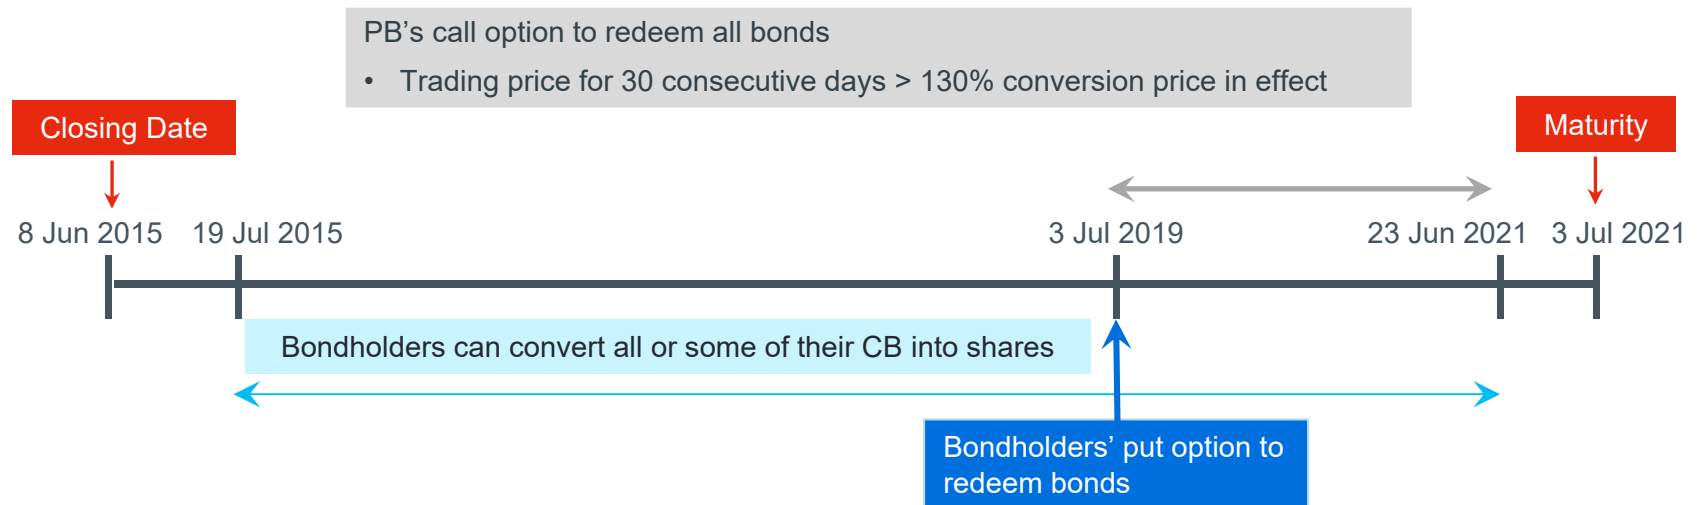 PB’s call option to redeem all bonds
• Trading price for 30 consecutive days > 130% conversion price in effect
Closing Date
Maturity
8 Jun 2015
19 Jul 2015
3 Jul 2019
23 Jun 2021
3 Jul 2021
Bondholders can convert all or some of their CB into shares
Bondholders’ put option to
redeem bonds